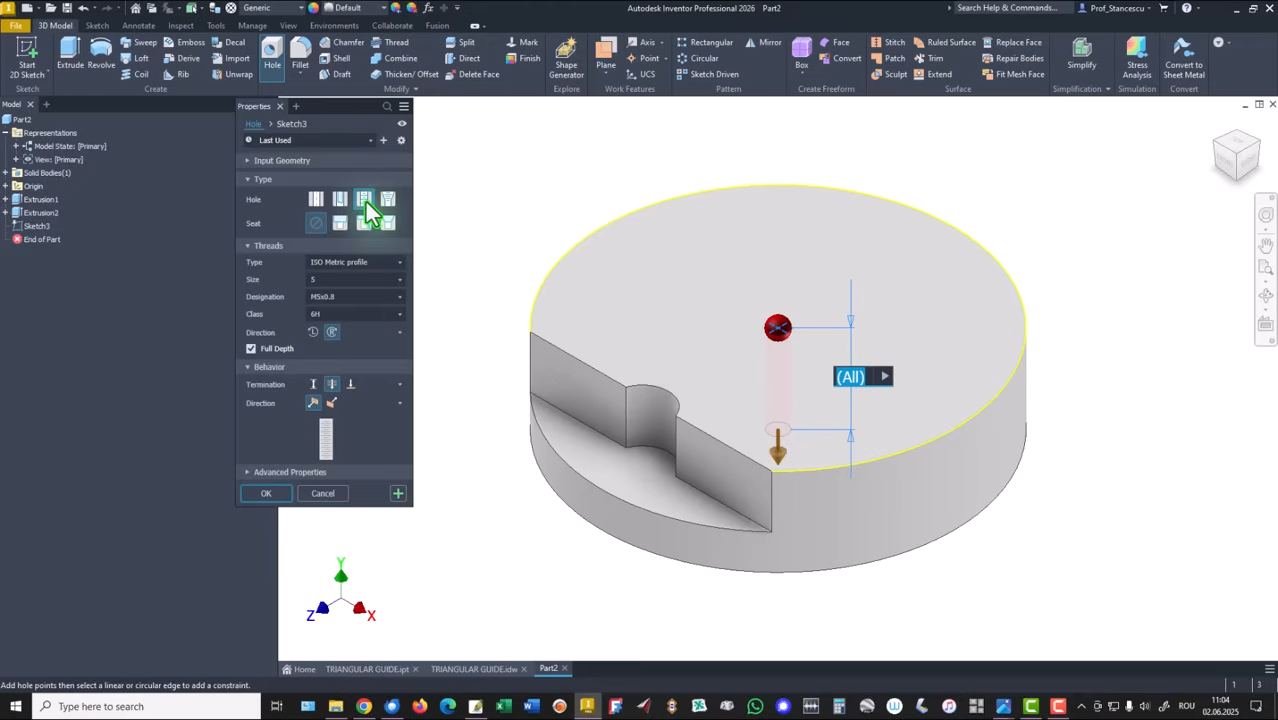 Generic
Default
Autodesk Inventor Professional 2026   Part2
Search Help & Commands...
Prof_Stancescu
File
3D Model
Sketch
Annotate
Inspect
Tools
Manage
View
Environments
Collaborate
Fusion
Start
2D Sketch
Extrude
Revolve
Sweep
Emboss
Decal
Loft
Derive
Import
Coil
Rib
Unwrap
Hole
Fillet
Chamfer
Thread
Split
Mark
Shell
Combine
Direct
Finish
Draft
Thicken/ Offset
Delete Face
Shape
Generator
Plane
Axis
Point
UCS
Rectangular
Mirror
Circular
Sketch Driven
Box
Face
Convert
Stitch
Ruled Surface
Replace Face
Patch
Trim
Repair Bodies
Sculpt
Extend
Fit Mesh Face
Simplify
Stress
Analysis
Convert to
Sheet Metal
Sketch
Create
Modify
Explore
Work Features
Pattern
Create Freeform
Surface
Simplification
Simulation
Convert
Model
Part2
Representations
Model State: [Primary]
View: [Primary]
Solid Bodies(1)
Origin
Extrusion1
Extrusion2
Sketch3
End of Part
Properties
Hole > Sketch3
Last Used
Input Geometry
Type
Hole
Seat
Threads
Type ISO Metric profile
Size 5
Designation M5x0.8
Class 6H
Direction
Full Depth
Behavior
Termination
Direction
Advanced Properties
OK
Cancel
(All)
Y
Z
X
Home
TRIANGULAR GUIDE.ipt
TRIANGULAR GUIDE.idw
Part2
Add hole points then select a linear or circular edge to add a constraint.
1
3
Type here to search
ROU
11:04
02.06.2025